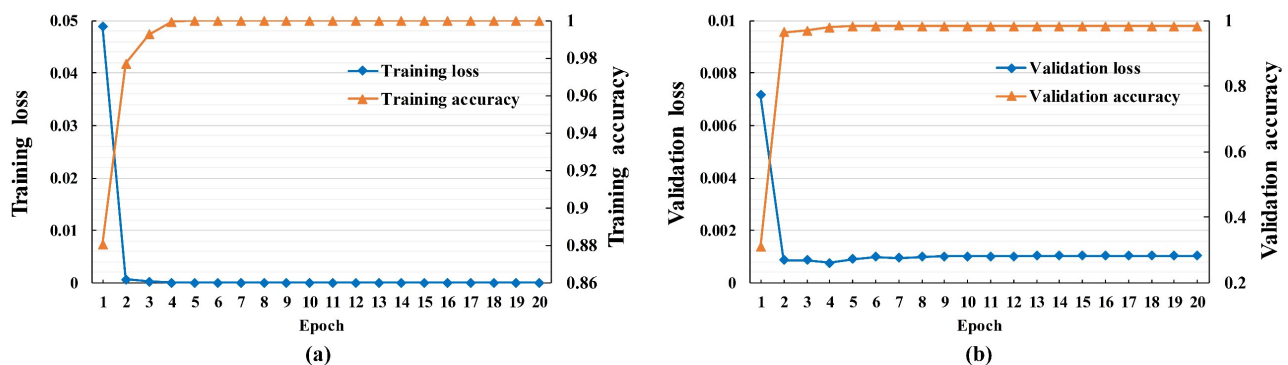 0.05
0.04
0.03
0.02
0.01
0
Training loss
1
0.98
0.96
0.94
0.92
0.9
0.88
0.86
Training accuracy
Training loss
Training accuracy
1 2 3 4 5 6 7 8 9 10 11 12 13 14 15 16 17 18 19 20
Epoch
(a)
0.01
0.008
0.006
0.004
0.002
0
Validation loss
1
0.8
0.6
0.4
0.2
Validation accuracy
Validation loss
Validation accuracy
1 2 3 4 5 6 7 8 9 10 11 12 13 14 15 16 17 18 19 20
Epoch
(b)